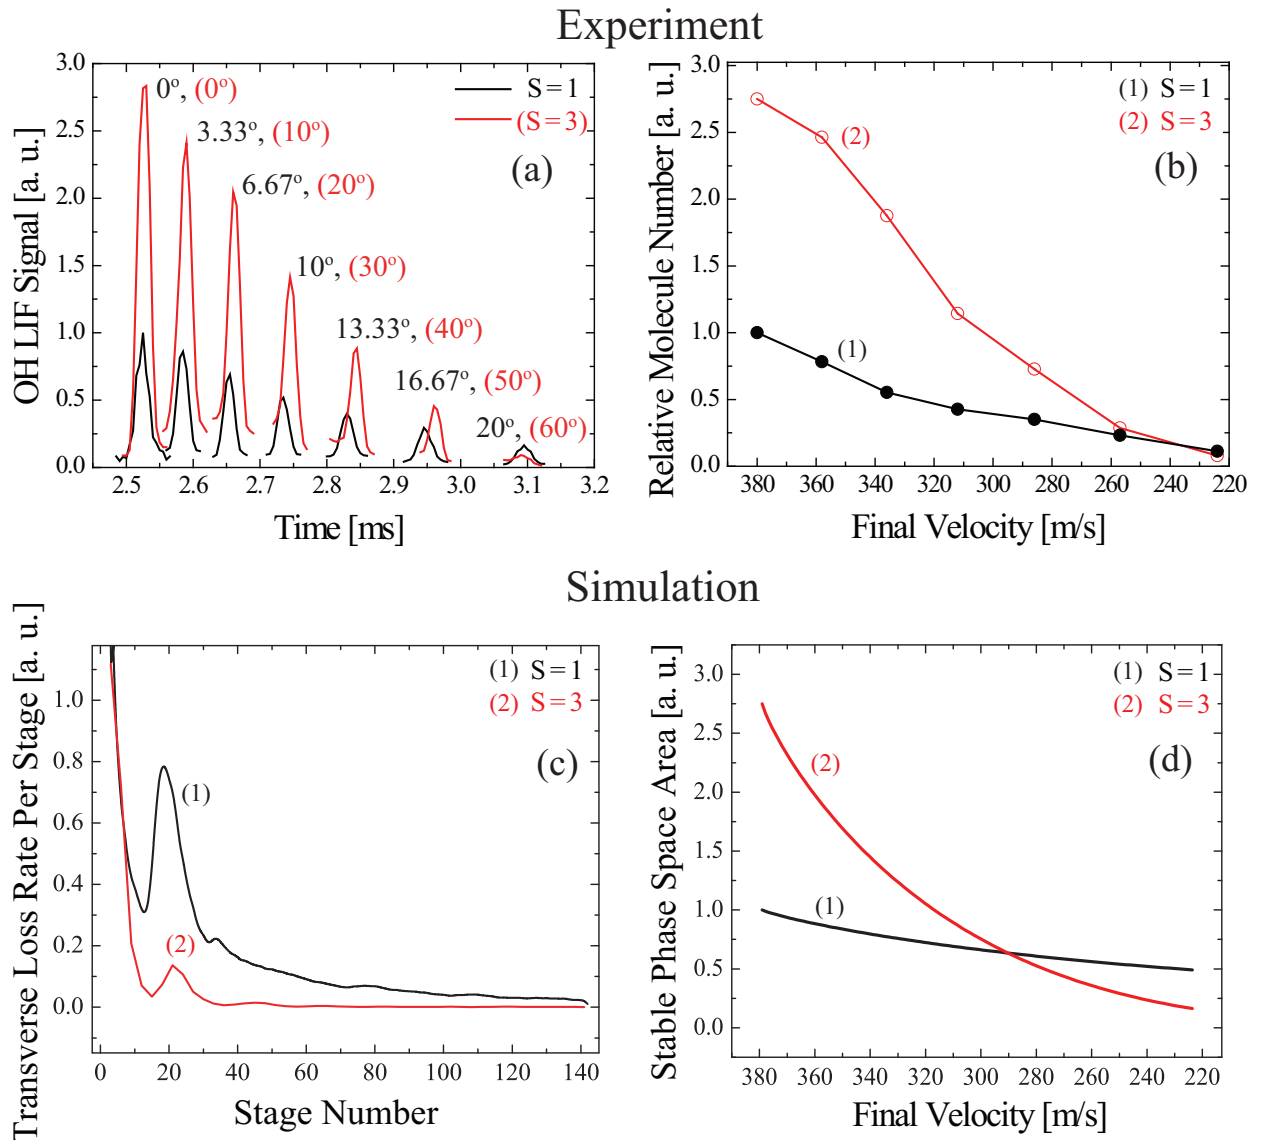 Experiment
OH LIF Signal [a. u.]
3.0
2.5
2.0
1.5
1.0
0.5
0.0
0°, (0°)
3.33°, (10°)
6.67°, (20°)
10°, (30°)
13.33°, (40°)
16.67°, (50°)
20°, (60°)
S=1
(S=3)
(a)
2.5 2.6 2.7 2.8 2.9 3.0 3.1 3.2
Time [ms]
Relative Molecule Number [a. u.]
3.0
2.5
2.0
1.5
1.0
0.5
0.0
(1) S=1
(2) S=3
(b)
(2)
(1)
380 360 340 320 300 280 260 240 220
Final Velocity [m/s]
Simulation
Transverse Loss Rate Per Stage [a. u.]
1.0
0.8
0.6
0.4
0.2
0.0
(1) S=1
(2) S=3
(c)
(1)
(2)
0 20 40 60 80 100 120 140
Stage Number
Stable Phase Space Area [a. u.]
3.0
2.5
2.0
1.5
1.0
0.5
0.0
(1) S=1
(2) S=3
(d)
(2)
(1)
380 360 340 320 300 280 260 240 220
Final Velocity [m/s]